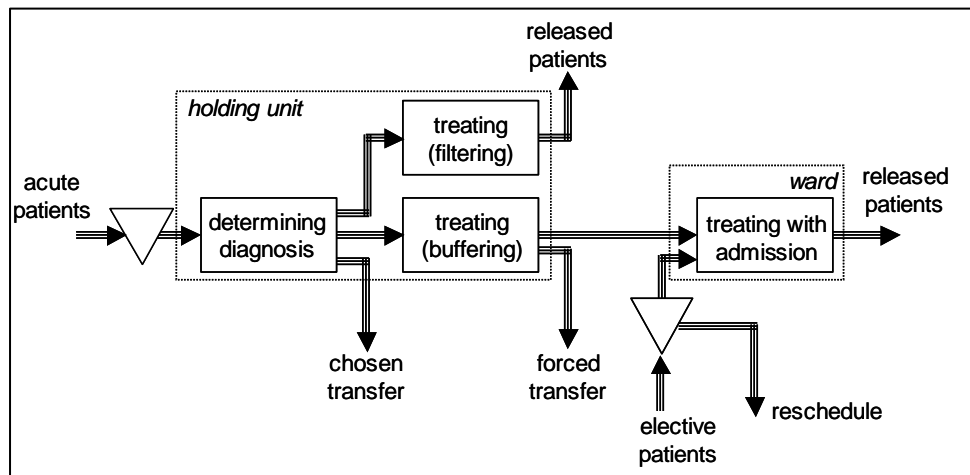 released
patients
holding unit
treating
(filtering)
acute
patients
determining
diagnosis
treating
(buffering)
ward
treating with
admission
released
patients
chosen
transfer
forced
transfer
elective
patients
reschedule